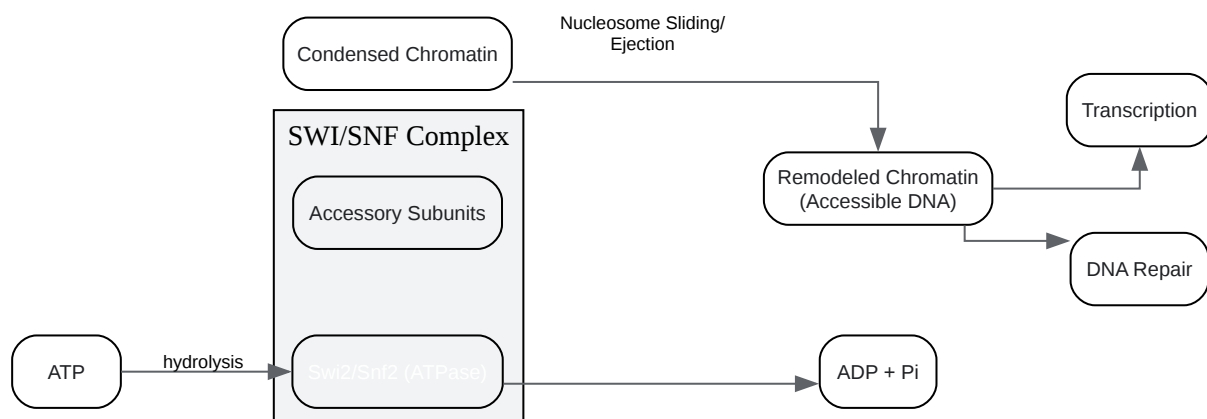 Nucleosome Sliding/
Ejection
Condensed Chromatin
Transcription
SWI/SNF Complex
Remodeled Chromatin
(Accessible DNA)
Accessory Subunits
DNA Repair
hydrolysis
ATP
Swi2/Snf2 (ATPase)
ADP + Pi